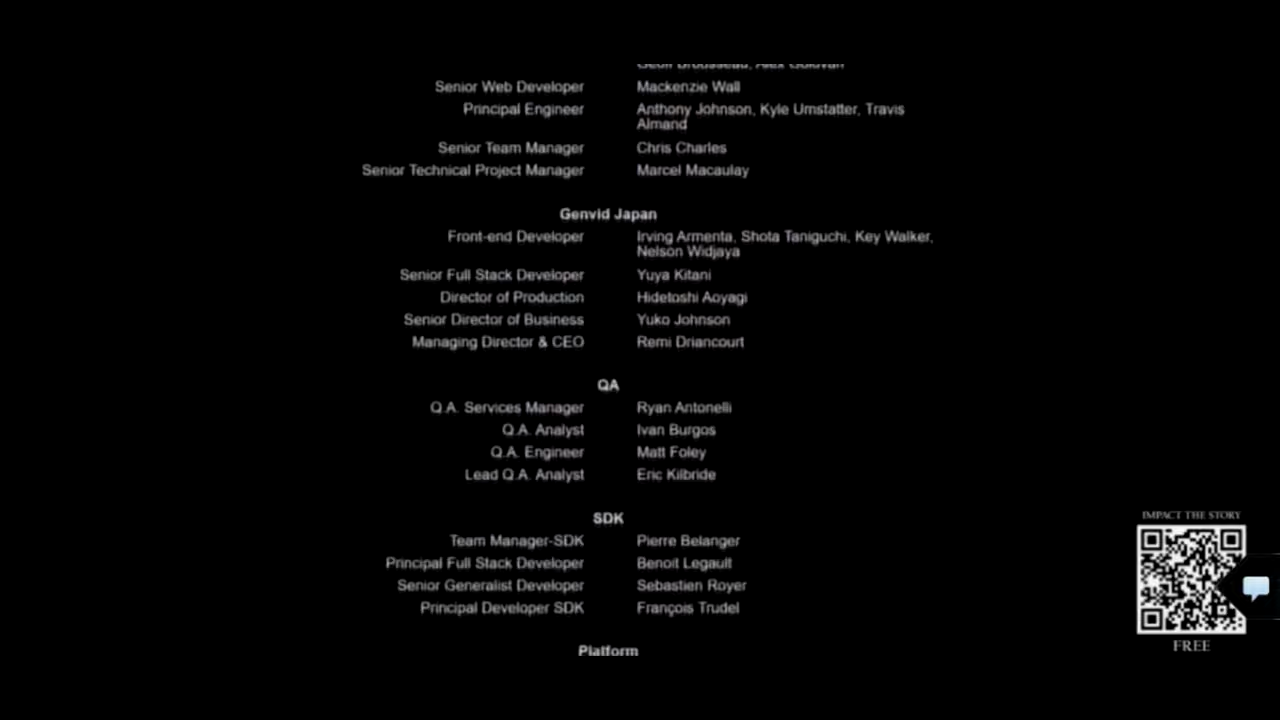 Geoff Brousseau, Alex Golovan
Senior Web Developer Mackenzie Wall
Principal Engineer Anthony Johnson, Kyle Umstatter, Travis
Almand
Senior Team Manager Chris Charles
Senior Technical Project Manager Marcel Macaulay
Genvid Japan
Front-end Developer Irving Armenta, Shota Taniguchi, Key Walker,
Nelson Widjaya
Senior Full Stack Developer Yuya Kitani
Director of Production Hidetoshi Aoyagi
Senior Director of Business Yuko Johnson
Managing Director & CEO Remi Driancourt
QA
Q.A. Services Manager Ryan Antonelli
Q.A. Analyst Ivan Burgos
Q.A. Engineer Matt Foley
Lead Q.A. Analyst Eric Kilbride
SDK
Team Manager-SDK Pierre Belanger
Principal Full Stack Developer Benoit Legault
Senior Generalist Developer Sebastien Royer
Principal Developer SDK François Trudel
Platform
IMPACT THE STORY
FREE